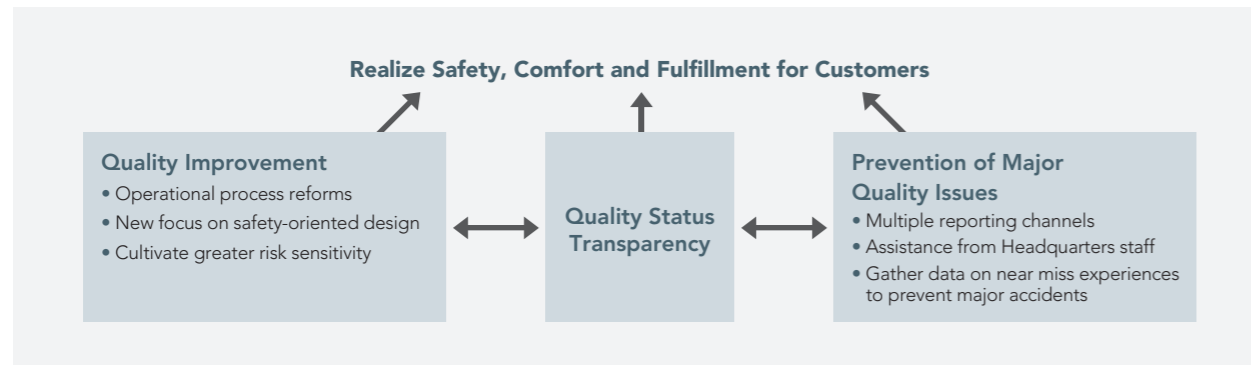 Realize Safety, Comfort and Fulfillment for Customers
Quality Improvement
• Operational process reforms
• New focus on safety-oriented design
• Cultivate greater risk sensitivity
Quality Status
Transparency
Prevention of Major
Quality Issues
• Multiple reporting channels
• Assistance from Headquarters staff
• Gather data on near miss experiences
to prevent major accidents